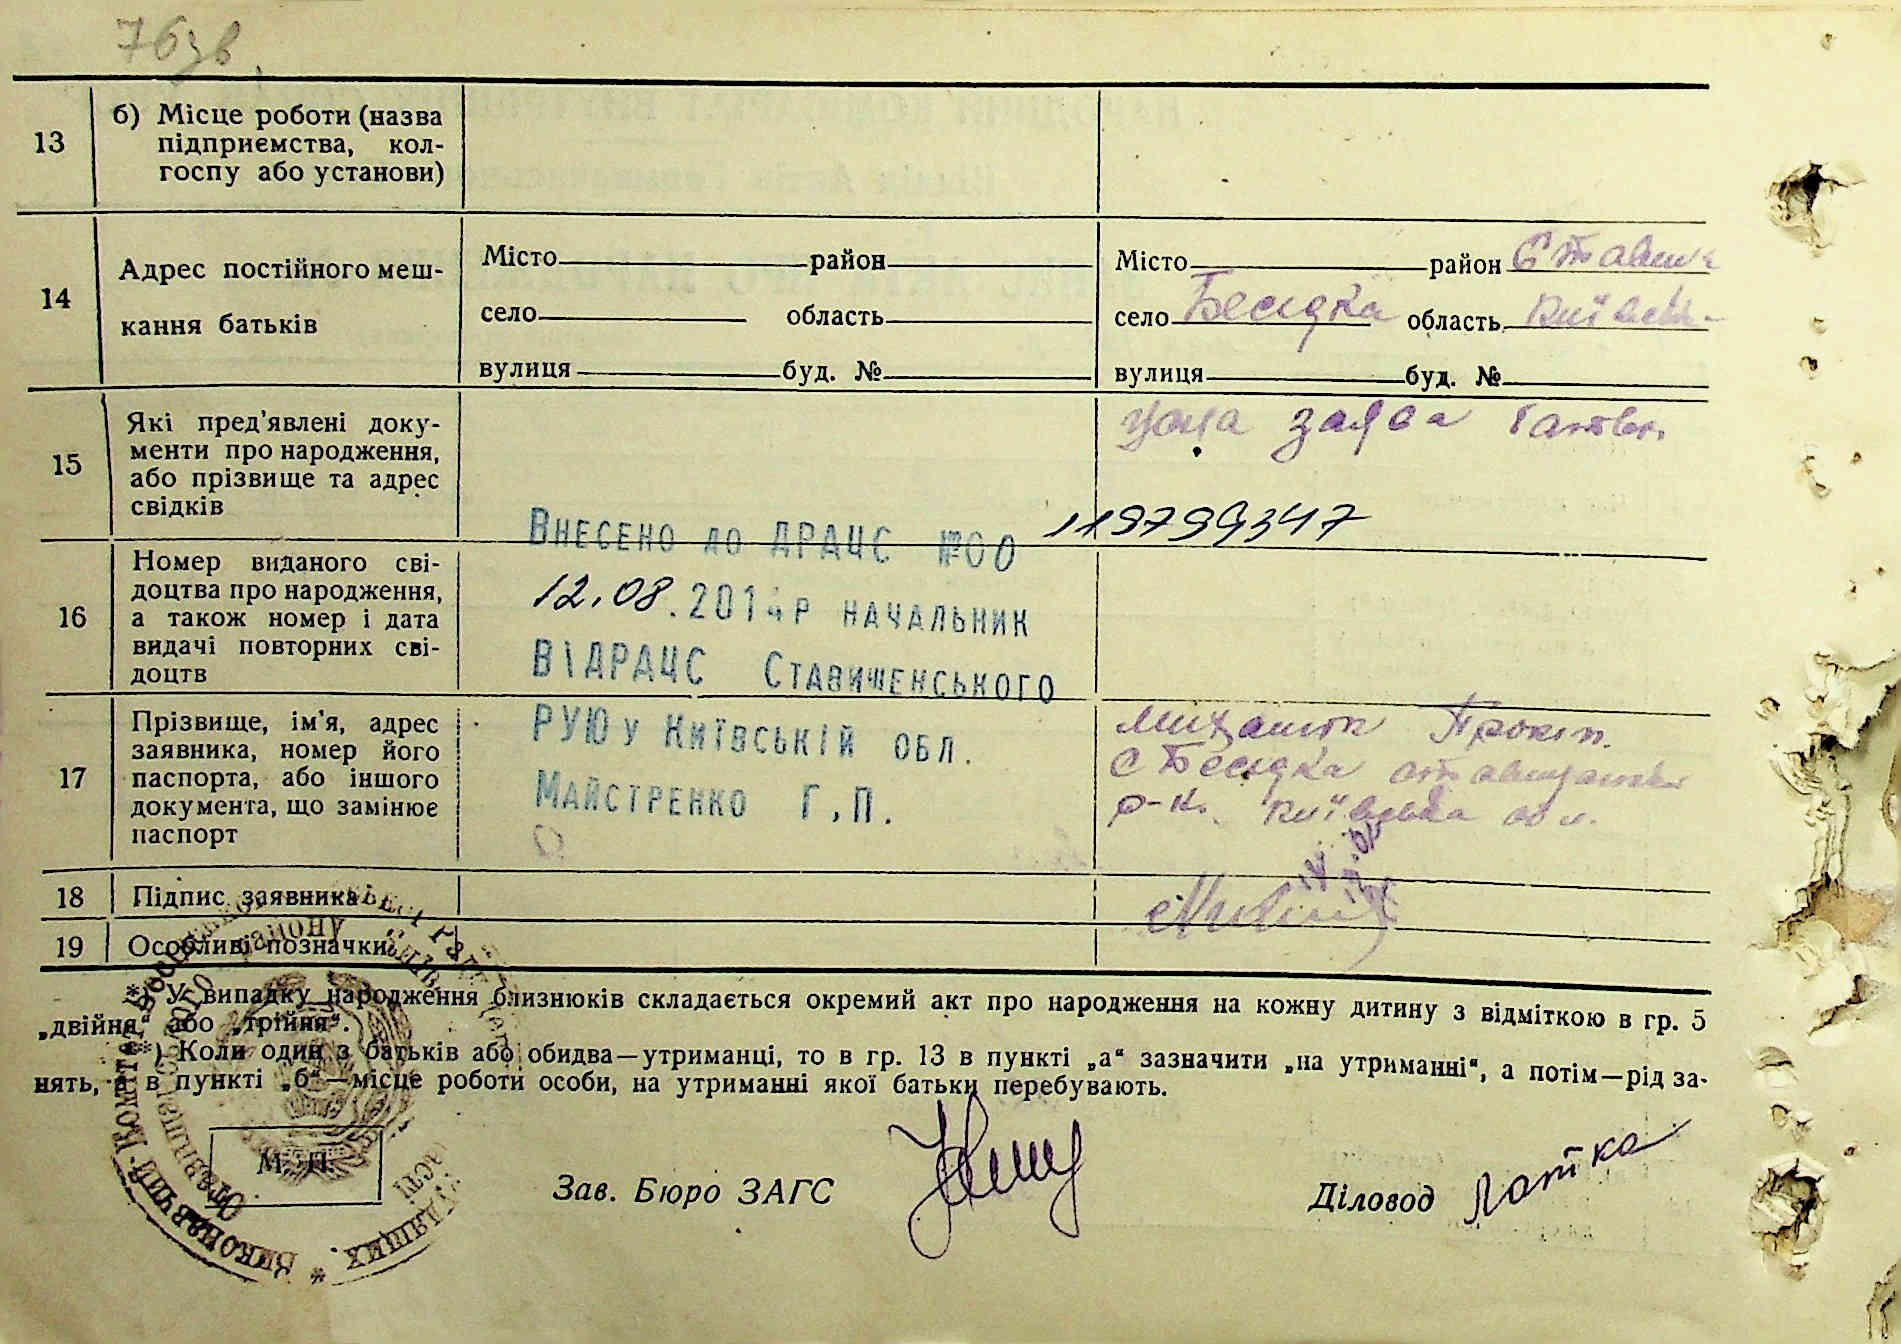 76зв
13
б) Місце роботи (назва
підприємства, кол-
госпу або установи)
14
Адрес постійного меш-
кання батьків
Місто район
село область
вулиця буд. №
Місто район
село Бесідка область Київськ-
вулиця буд. №
15
Які пред'явлені доку-
менти про народження,
або прізвище та адрес
свідків
заява
Внесено до ДРАЦС №00 119799347
12.08.2014р начальник
ВІДРАЦС Ставищенського
РУЮ у Київській обл.
Майстренко Г.П.
16
Номер виданого сві-
доцтва про народження,
а також номер і дата
видачі повторних сві-
доцтв
17
Прізвище, ім'я, адрес
заявника, номер його
паспорта, або іншого
документа, що замінює
паспорт
с Бесідка
р-н. Київська обл.
18
Підпис заявника
19
Особливі позначки
*) У випадку народження близнюків складається окремий акт про народження на кожну дитину з відміткою в гр. 5
„двійня“ або „трійня“.
*) Коли один з батьків або обидва—утриманці, то в гр. 13 в пункті „а“ зазначити „на утриманні“, а потім—рід за-
нять, а в пункті „б“—місце роботи особи, на утриманні якої батьки перебувають.
М. П.
Зав. Бюро ЗАГС
Діловод Латка